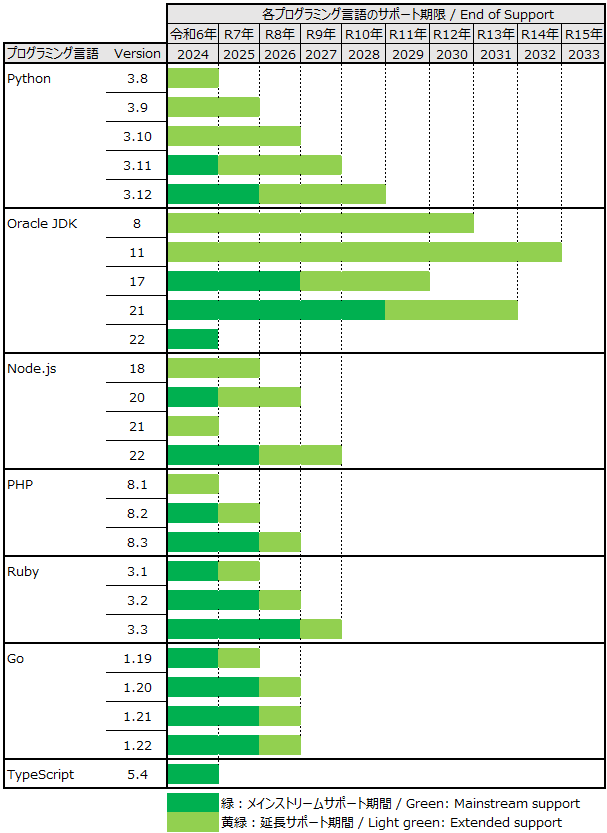 各プログラミング言語のサポート期限 / End of Support
令和6年 R7年 R8年 R9年 R10年 R11年 R12年 R13年 R14年 R15年
プログラミング言語 Version 2024 2025 2026 2027 2028 2029 2030 2031 2032 2033
Python 3.8
3.9
3.10
3.11
3.12
Oracle JDK 8
11
17
21
22
Node.js 18
20
21
22
PHP 8.1
8.2
8.3
Ruby 3.1
3.2
3.3
Go 1.19
1.20
1.21
1.22
TypeScript 5.4
緑：メインストリームサポート期間 / Green: Mainstream support
黄緑：延長サポート期間 / Light green: Extended support